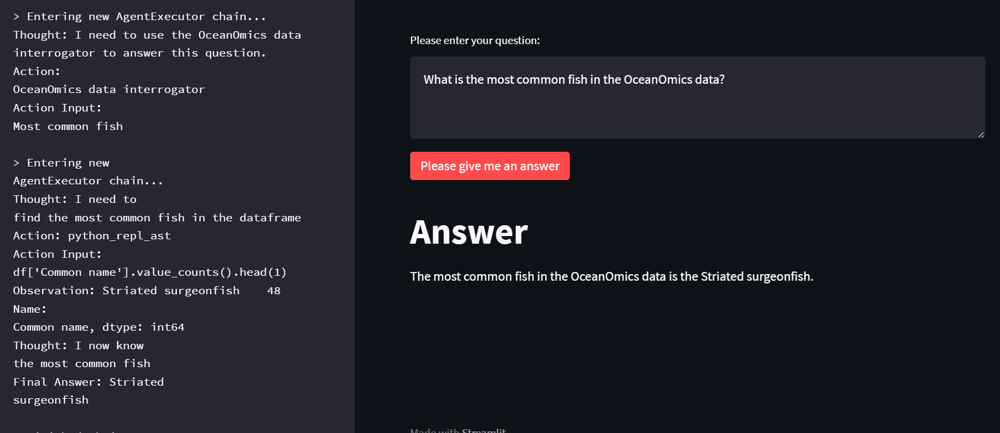 > Entering new AgentExecutor chain...
Thought: I need to use the OceanOmics data
interrogator to answer this question.
Action:
OceanOmics data interrogator
Action Input:
Most common fish
> Entering new
AgentExecutor chain...
Thought: I need to
find the most common fish in the dataframe
Action: python_repl_ast
Action Input:
df['Common name'].value_counts().head(1)
Observation: Striated surgeonfish    48
Name:
Common name, dtype: int64
Thought: I now know
the most common fish
Final Answer: Striated
surgeonfish
Please enter your question:
What is the most common fish in the OceanOmics data?
Please give me an answer
Answer
The most common fish in the OceanOmics data is the Striated surgeonfish.
Made with Streamlit